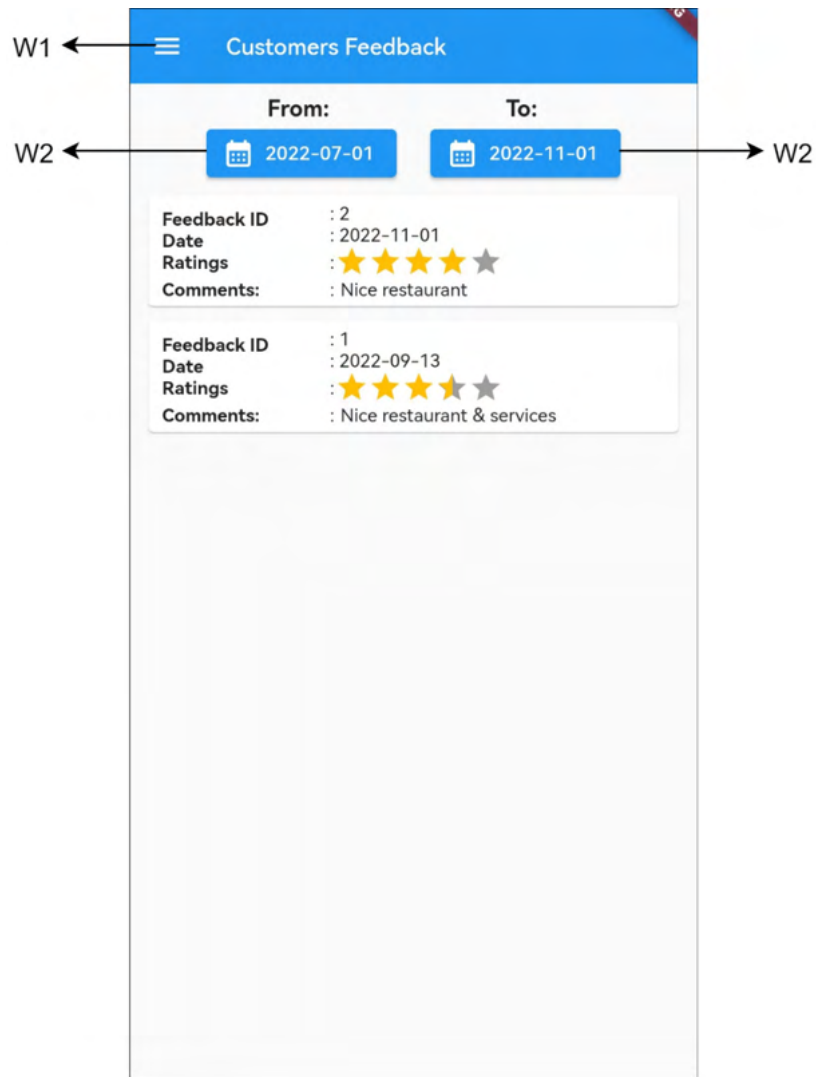 W1
Customers Feedback
G
From: To:
W2 2022-07-01 2022-11-01 W2
Feedback ID : 2
Date : 2022-11-01
Ratings :
Comments: : Nice restaurant
Feedback ID : 1
Date : 2022-09-13
Ratings :
Comments: : Nice restaurant & services